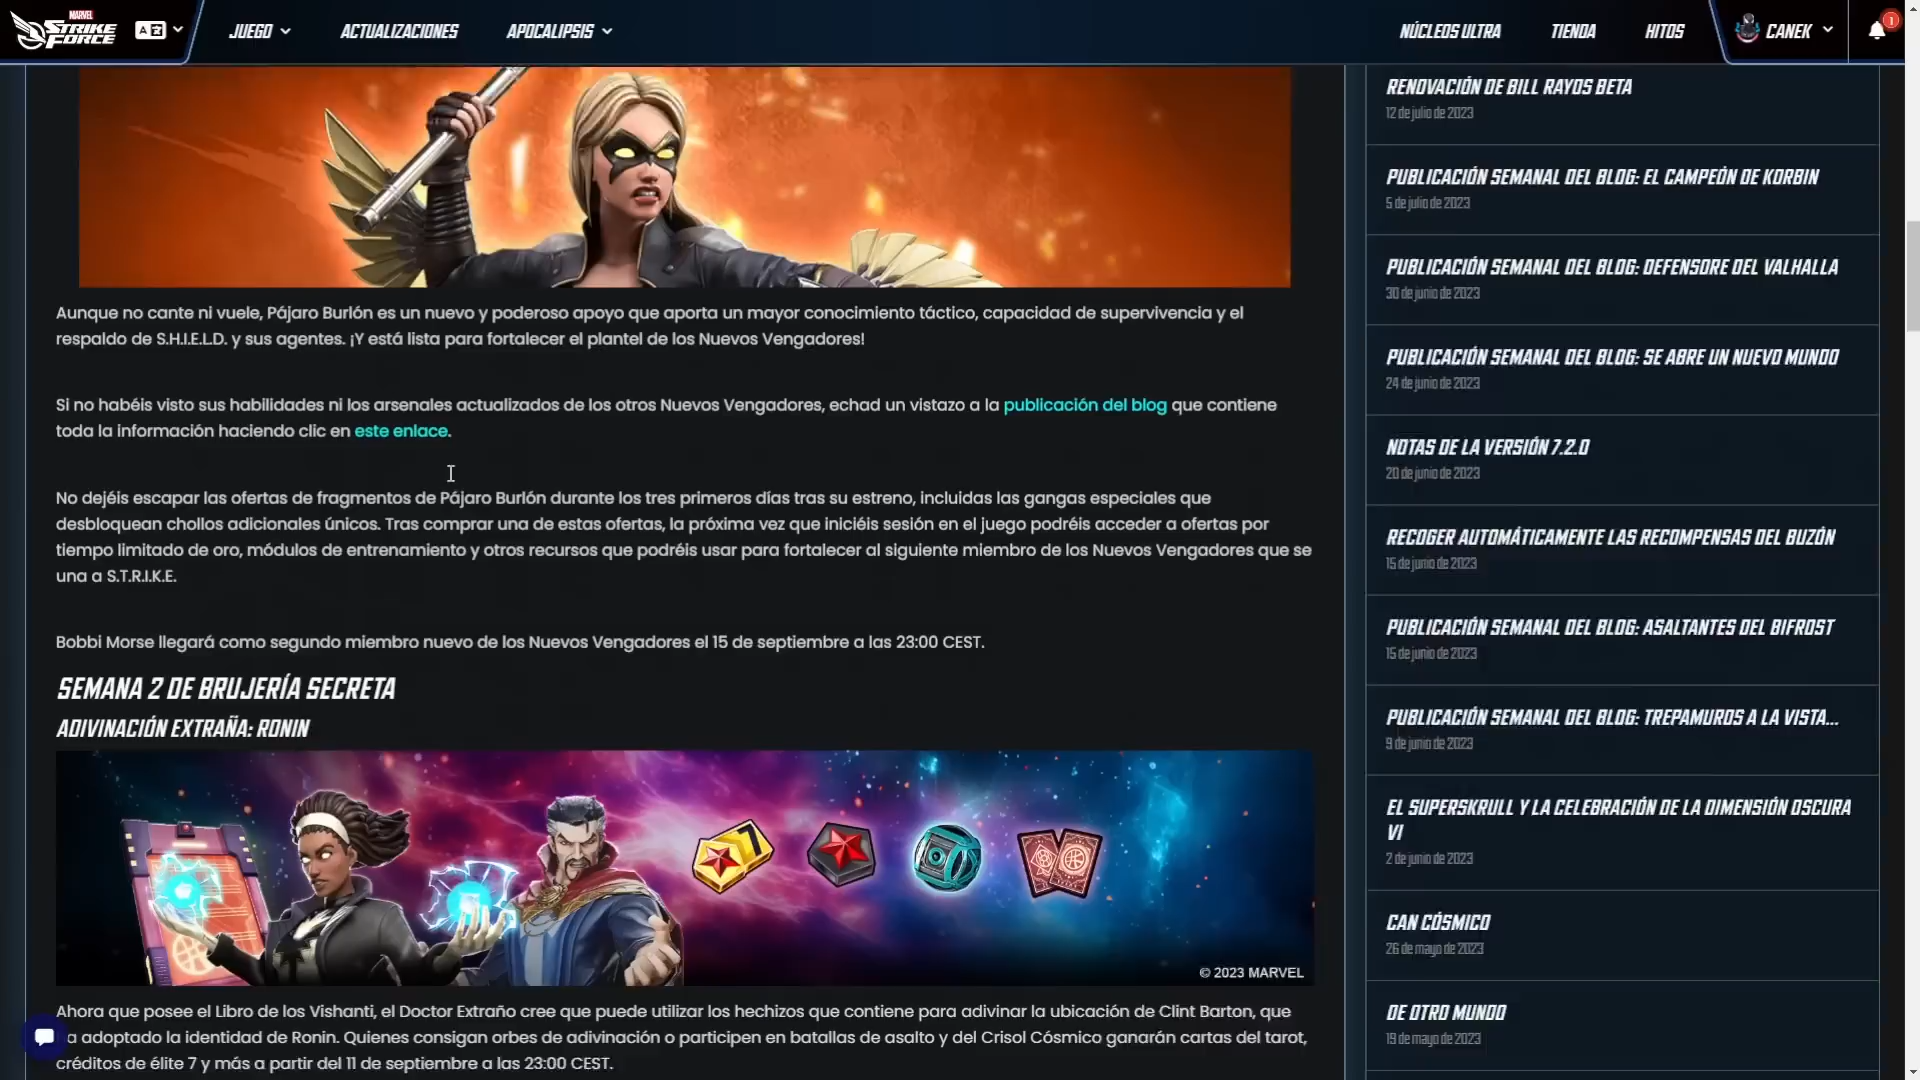 MARVEL
STRIKE
FORCE
JUEGO
ACTUALIZACIONES
APOCALIPSIS
NÚCLEOS ULTRA
TIENDA
HITOS
CANEK
1
Aunque no cante ni vuele, Pájaro Burlón es un nuevo y poderoso apoyo que aporta un mayor conocimiento táctico, capacidad de supervivencia y el
respaldo de S.H.I.E.L.D. y sus agentes. ¡Y está lista para fortalecer el plantel de los Nuevos Vengadores!
Si no habéis visto sus habilidades ni los arsenales actualizados de los otros Nuevos Vengadores, echad un vistazo a la publicación del blog que contiene
toda la información haciendo clic en este enlace.
No dejéis escapar las ofertas de fragmentos de Pájaro Burlón durante los tres primeros días tras su estreno, incluidas las gangas especiales que
desbloquean chollos adicionales únicos. Tras comprar una de estas ofertas, la próxima vez que iniciéis sesión en el juego podréis acceder a ofertas por
tiempo limitado de oro, módulos de entrenamiento y otros recursos que podréis usar para fortalecer al siguiente miembro de los Nuevos Vengadores que se
una a S.T.R.I.K.E.
Bobbi Morse llegará como segundo miembro nuevo de los Nuevos Vengadores el 15 de septiembre a las 23:00 CEST.
SEMANA 2 DE BRUJERÍA SECRETA
ADIVINACIÓN EXTRAÑA: RONIN
© 2023 MARVEL
Ahora que posee el Libro de los Vishanti, el Doctor Extraño cree que puede utilizar los hechizos que contiene para adivinar la ubicación de Clint Barton, que
a adoptado la identidad de Ronin. Quienes consigan orbes de adivinación o participen en batallas de asalto y del Crisol Cósmico ganarán cartas del tarot,
créditos de élite 7 y más a partir del 11 de septiembre a las 23:00 CEST.
RENOVACIÓN DE BILL RAYOS BETA
12 de julio de 2023
PUBLICACIÓN SEMANAL DEL BLOG: EL CAMPEÓN DE KORBIN
5 de julio de 2023
PUBLICACIÓN SEMANAL DEL BLOG: DEFENSORE DEL VALHALLA
30 de junio de 2023
PUBLICACIÓN SEMANAL DEL BLOG: SE ABRE UN NUEVO MUNDO
24 de junio de 2023
NOTAS DE LA VERSIÓN 7.2.0
20 de junio de 2023
RECOGER AUTOMÁTICAMENTE LAS RECOMPENSAS DEL BUZÓN
15 de junio de 2023
PUBLICACIÓN SEMANAL DEL BLOG: ASALTANTES DEL BIFROST
15 de junio de 2023
PUBLICACIÓN SEMANAL DEL BLOG: TREPAMUROS A LA VISTA...
9 de junio de 2023
EL SUPERSKRULL Y LA CELEBRACIÓN DE LA DIMENSIÓN OSCURA
VI
2 de junio de 2023
CAN CÓSMICO
26 de mayo de 2023
DE OTRO MUNDO
19 de mayo de 2023